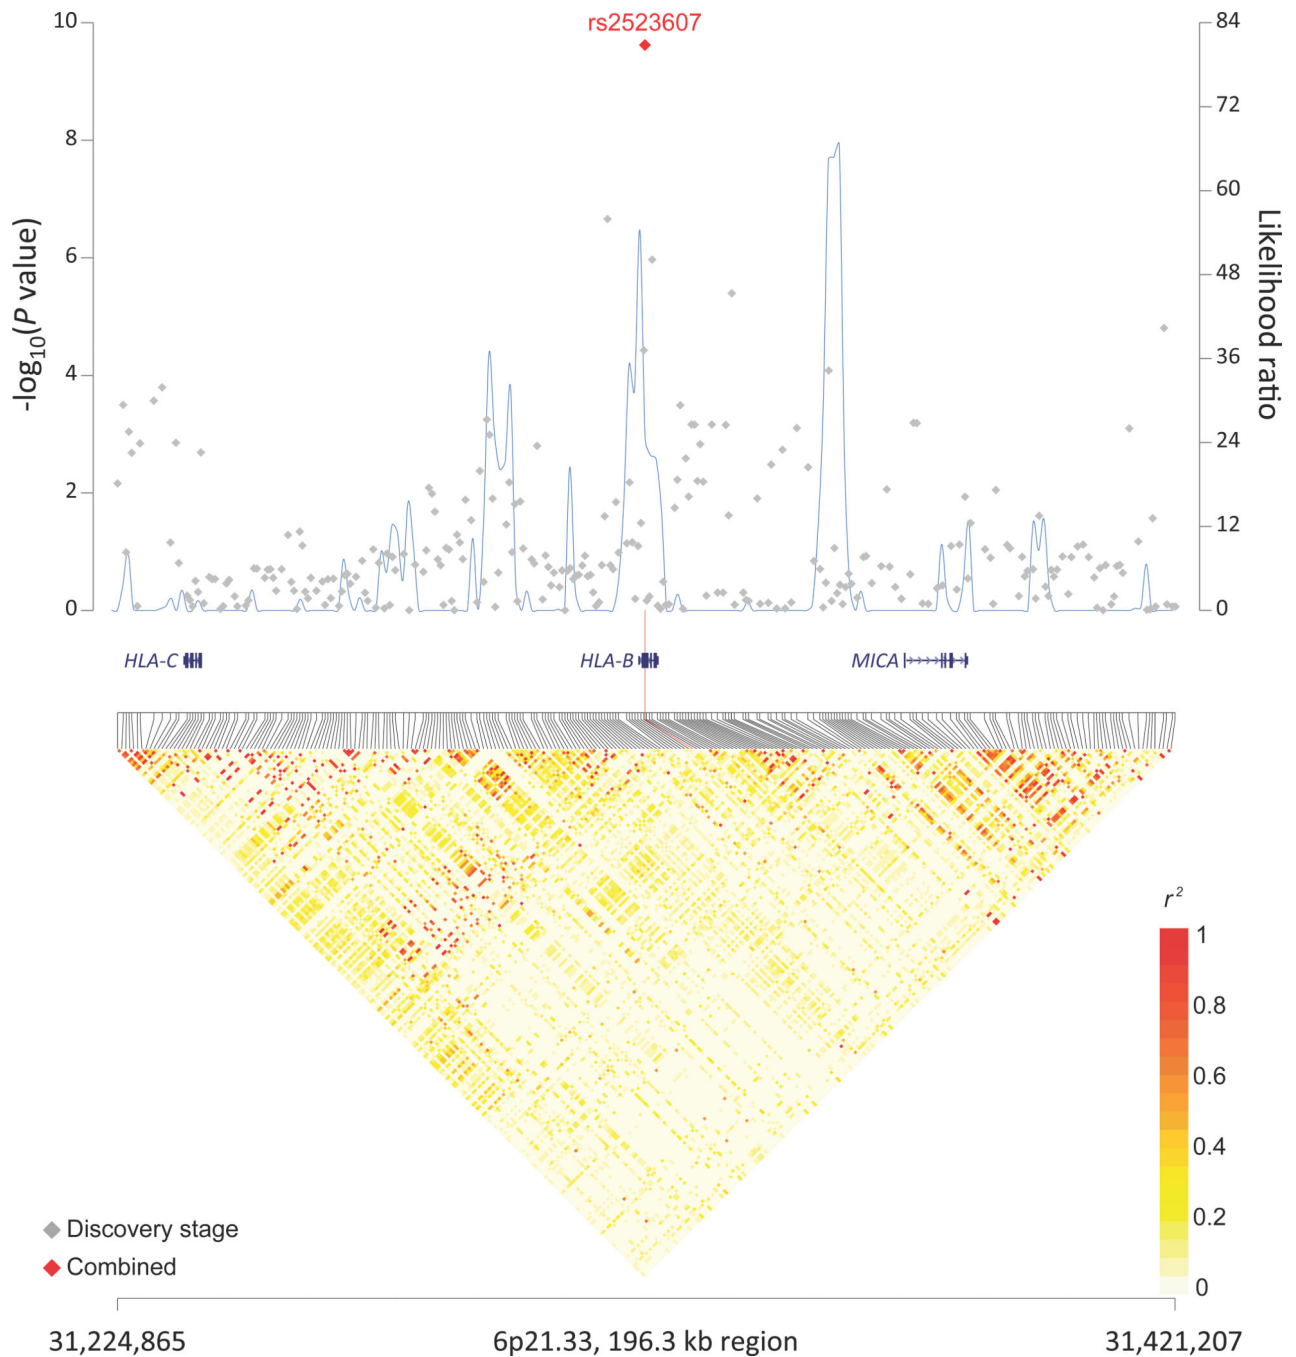 rs2523607
10
8
6
4
2
0
-log10(P value)
84
72
60
48
36
24
12
0
Likelihood ratio
HLA-C
HLA-B
MICA
r²
1
0.8
0.6
0.4
0.2
0
Discovery stage
Combined
31,224,865 6p21.33, 196.3 kb region 31,421,207